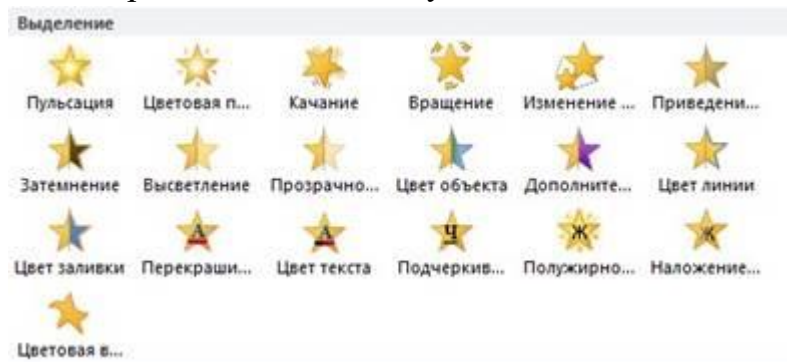 Выделение
Пульсация Цветовая п... Качание Вращение Изменение ... Приведени...
Затемнение Высветление Прозрачно... Цвет объекта Дополните... Цвет линии
Цвет заливки Перекраши... Цвет текста Подчеркив... Полужирно... Наложение...
Цветовая в...